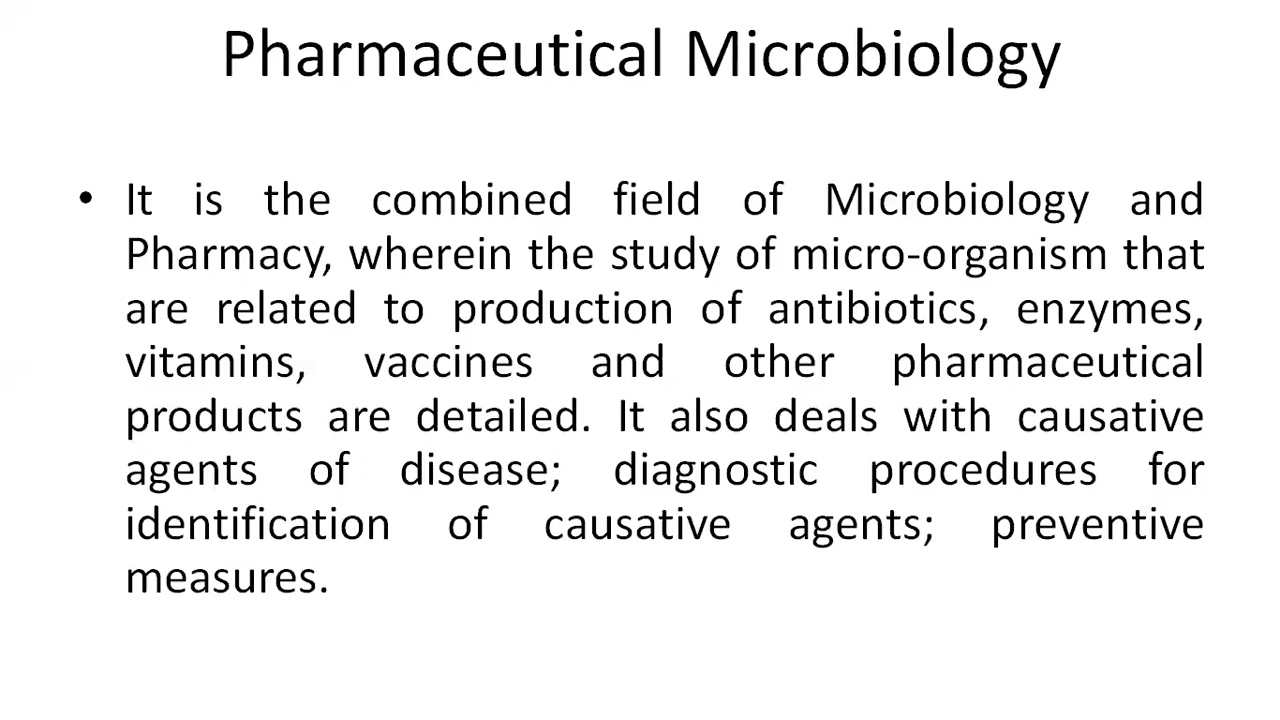 Pharmaceutical Microbiology
• It is the combined field of Microbiology and
Pharmacy, wherein the study of micro-organism that
are related to production of antibiotics, enzymes,
vitamins, vaccines and other pharmaceutical
products are detailed. It also deals with causative
agents of disease; diagnostic procedures for
identification of causative agents; preventive
measures.